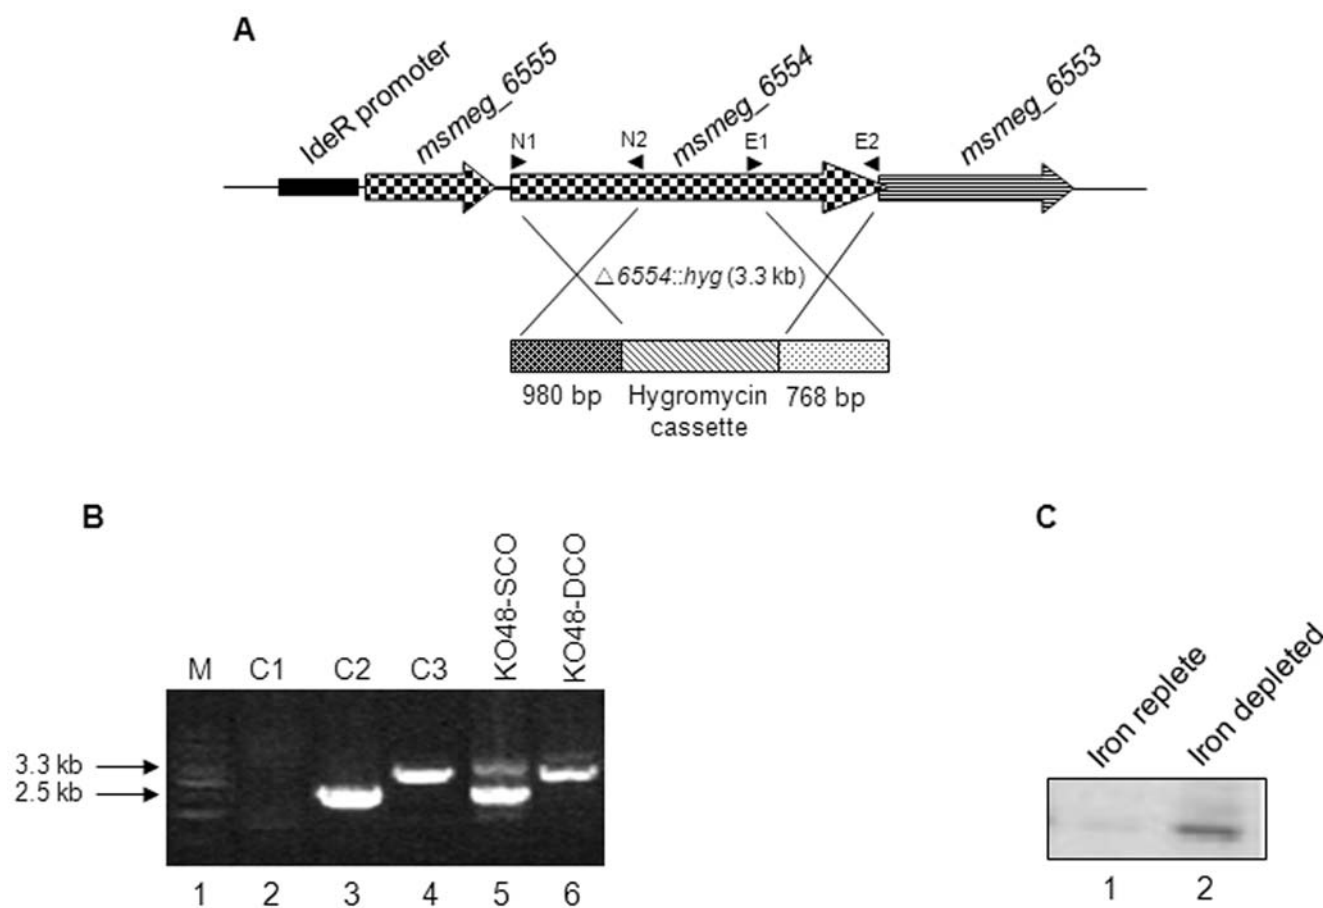 A
IdeR promoter
msmeg_6555
msmeg_6554
msmeg_6553
N1
N2
E1
E2
△6554::hyg (3.3 kb)
980 bp
Hygromycin
cassette
768 bp
B
M
C1
C2
C3
KO48-SCO
KO48-DCO
3.3 kb
2.5 kb
1
2
3
4
5
6
C
Iron replete
Iron depleted
1
2